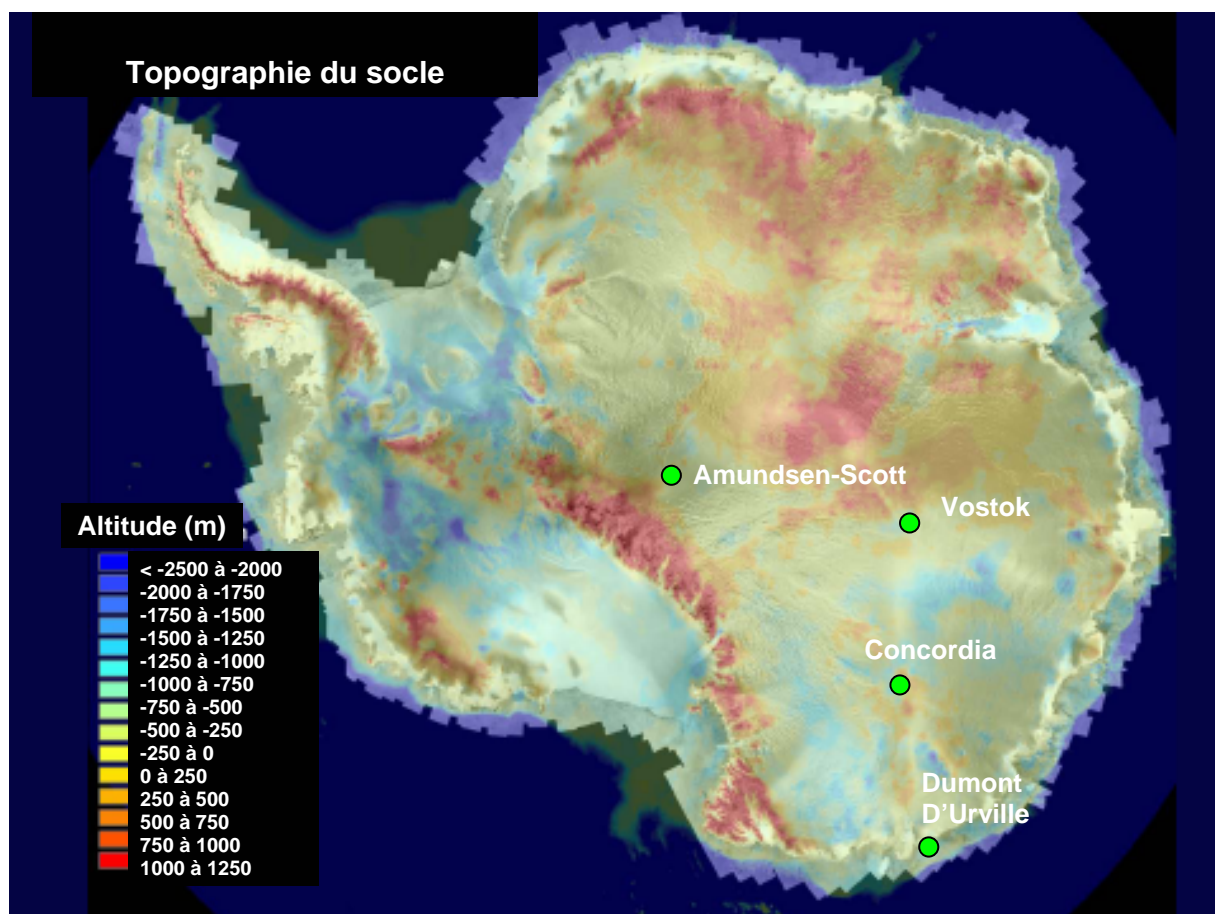 Topographie du socle
Amundsen-Scott
Vostok
Altitude (m)
< -2500 à -2000
-2000 à -1750
-1750 à -1500
-1500 à -1250
-1250 à -1000
-1000 à -750
-750 à -500
-500 à -250
-250 à 0
0 à 250
250 à 500
500 à 750
750 à 1000
1000 à 1250
Concordia
Dumont
D'Urville